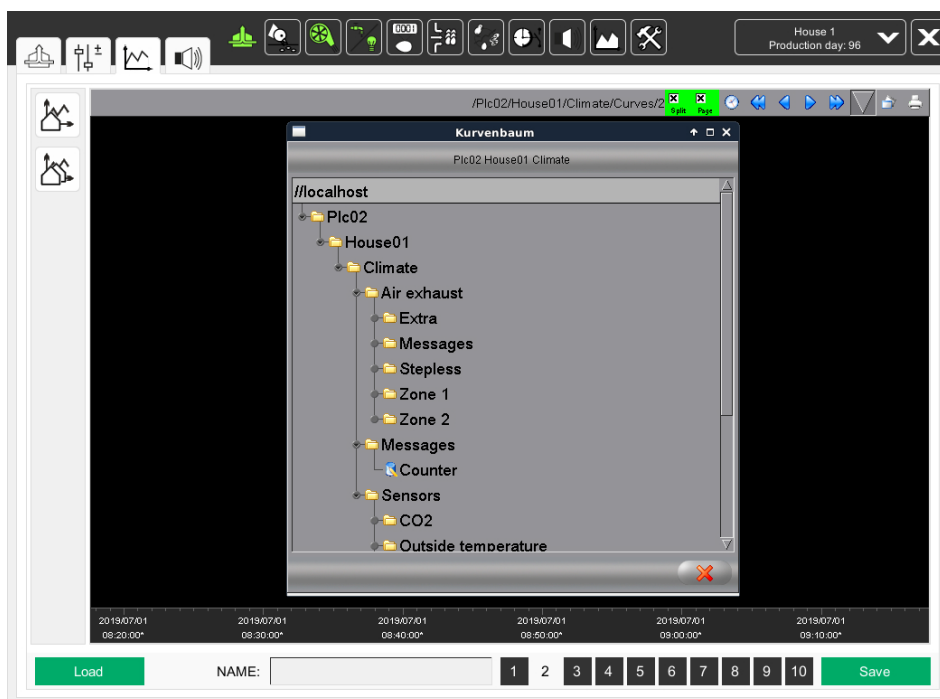 0001
House 1
Production day: 96
/Plc02/House01/Climate/Curves/2
Split
Page
Kurvenbaum
Plc02 House01 Climate
//localhost
Plc02
House01
Climate
Air exhaust
Extra
Messages
Stepless
Zone 1
Zone 2
Messages
Counter
Sensors
CO2
Outside temperature
2019/07/01 2019/07/01 2019/07/01 2019/07/01 2019/07/01 2019/07/01
08:20:00* 08:30:00* 08:40:00* 08:50:00* 09:00:00* 09:10:00*
Load NAME: 1 2 3 4 5 6 7 8 9 10 Save